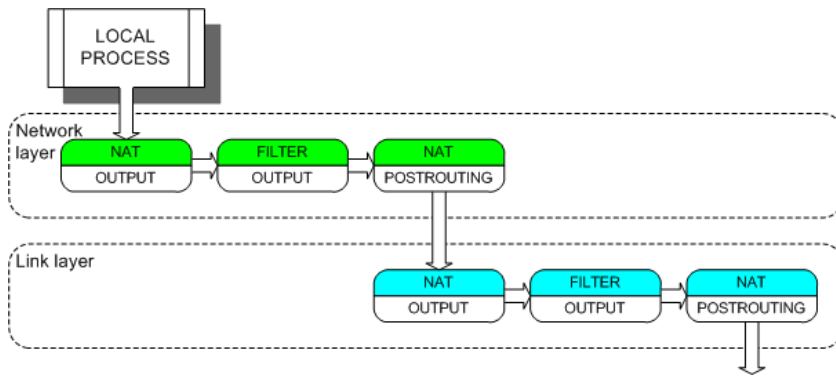 LOCAL
PROCESS
Network
layer
NAT
OUTPUT
FILTER
OUTPUT
NAT
POSTROUTING
Link layer
NAT
OUTPUT
FILTER
OUTPUT
NAT
POSTROUTING